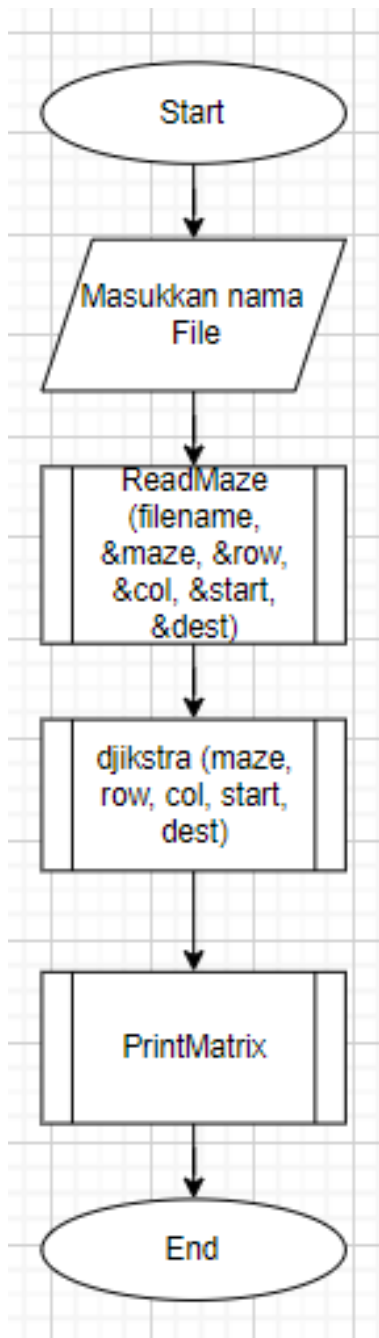 Start
Masukkan nama
File
ReadMaze
(filename,
&maze, &row,
&col, &start,
&dest)
djikstra (maze,
row, col, start,
dest)
PrintMatrix
End